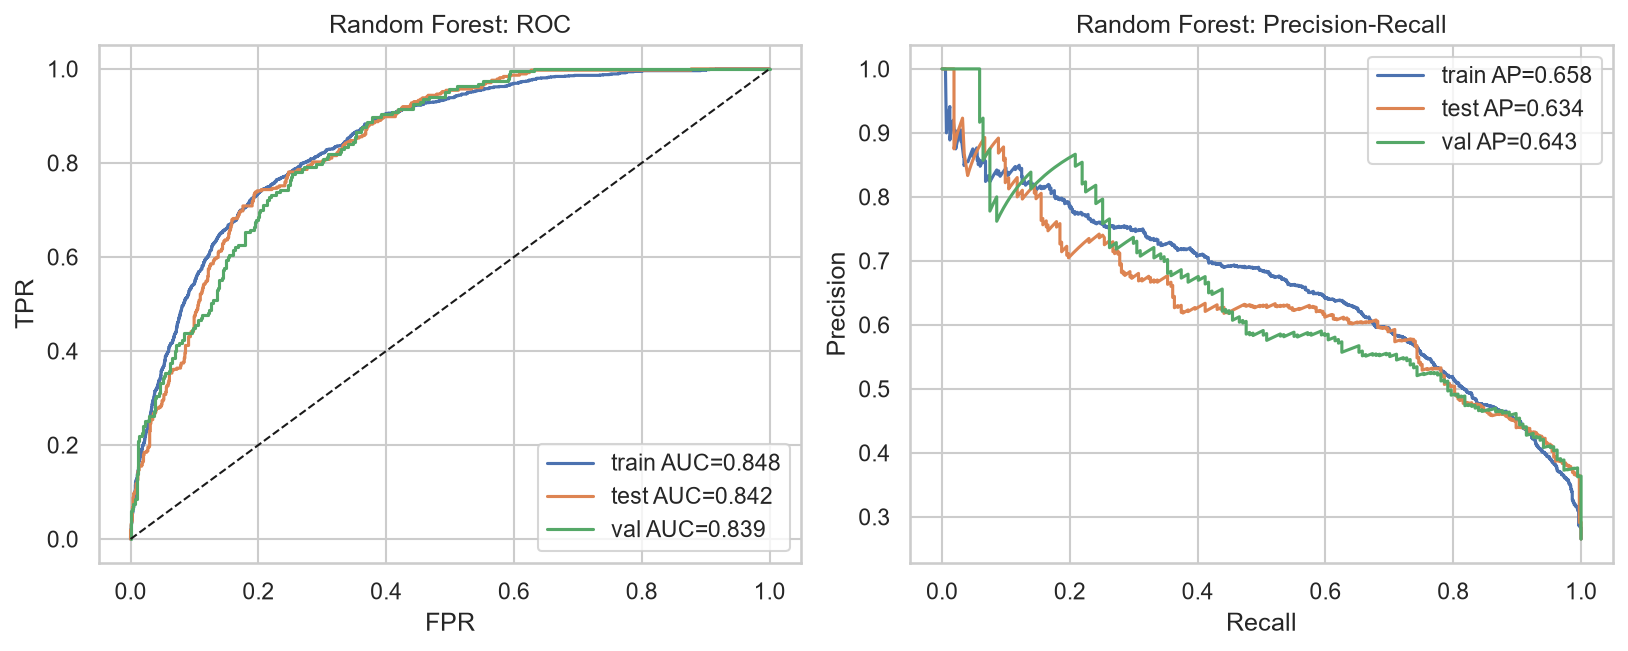 Random Forest: ROC
TPR
1.0
0.8
0.6
0.4
0.2
0.0
train AUC=0.848
test AUC=0.842
val AUC=0.839
0.0 0.2 0.4 0.6 0.8 1.0
FPR
Random Forest: Precision-Recall
Precision
1.0
0.9
0.8
0.7
0.6
0.5
0.4
0.3
train AP=0.658
test AP=0.634
val AP=0.643
0.0 0.2 0.4 0.6 0.8 1.0
Recall